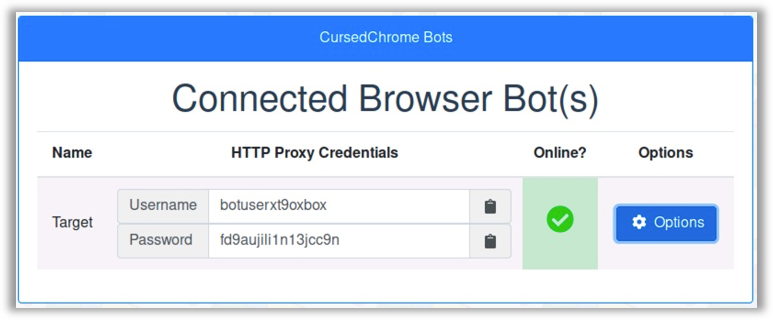 CursedChrome Bots
Connected Browser Bot(s)
Name HTTP Proxy Credentials Online? Options
Target
Username botuserxt9oxbox
Password fd9aujili1n13jcc9n
Options